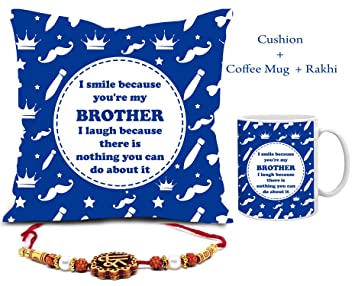 Cushion
+
Coffee Mug + Rakhi
I smile because
you're my
BROTHER
I laugh because
there is
nothing you can
do about it
I smile because
you're my
BROTHER
I laugh because
there is
nothing you can
do about it